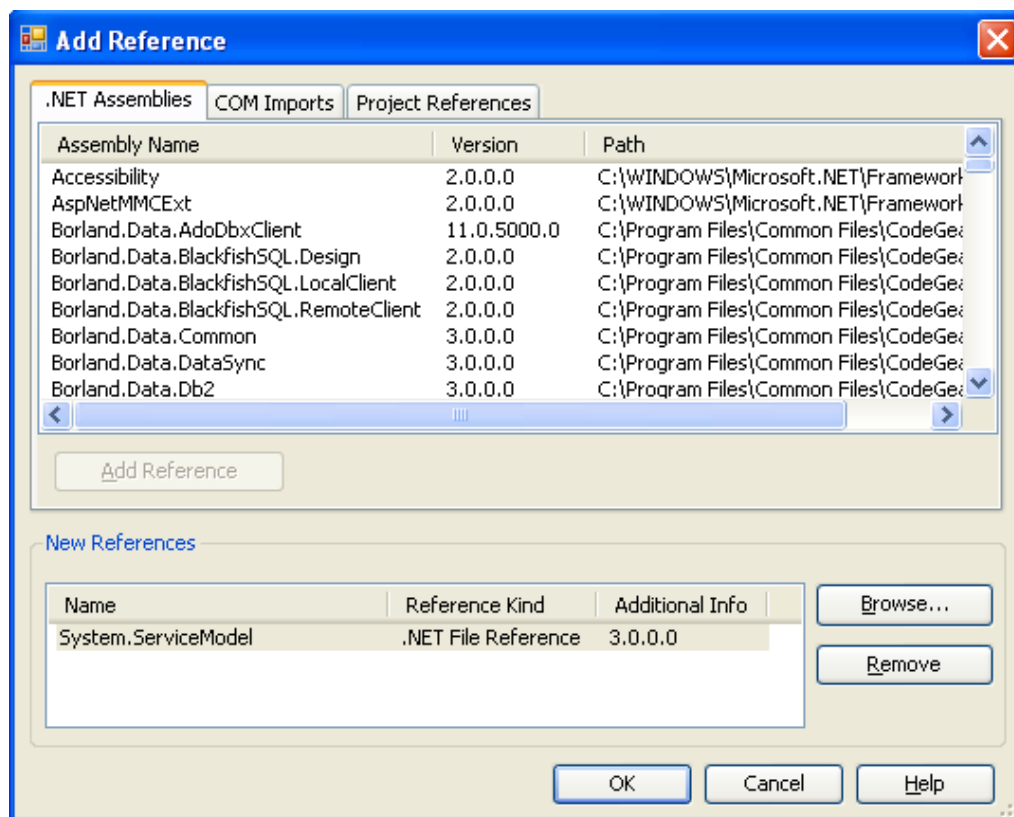 Add Reference
.NET Assemblies COM Imports Project References
Assembly Name Version Path
Accessibility 2.0.0.0 C:\WINDOWS\Microsoft.NET\Framework
AspNetMMCExt 2.0.0.0 C:\WINDOWS\Microsoft.NET\Framework
Borland.Data.AdoDbxClient 11.0.5000.0 C:\Program Files\Common Files\CodeGea
Borland.Data.BlackfishSQL.Design 2.0.0.0 C:\Program Files\Common Files\CodeGea
Borland.Data.BlackfishSQL.LocalClient 2.0.0.0 C:\Program Files\Common Files\CodeGea
Borland.Data.BlackfishSQL.RemoteClient 2.0.0.0 C:\Program Files\Common Files\CodeGea
Borland.Data.Common 3.0.0.0 C:\Program Files\Common Files\CodeGea
Borland.Data.DataSync 3.0.0.0 C:\Program Files\Common Files\CodeGea
Borland.Data.Db2 3.0.0.0 C:\Program Files\Common Files\CodeGea
Add Reference
New References
Name Reference Kind Additional Info
System.ServiceModel .NET File Reference 3.0.0.0
Browse...
Remove
OK Cancel Help